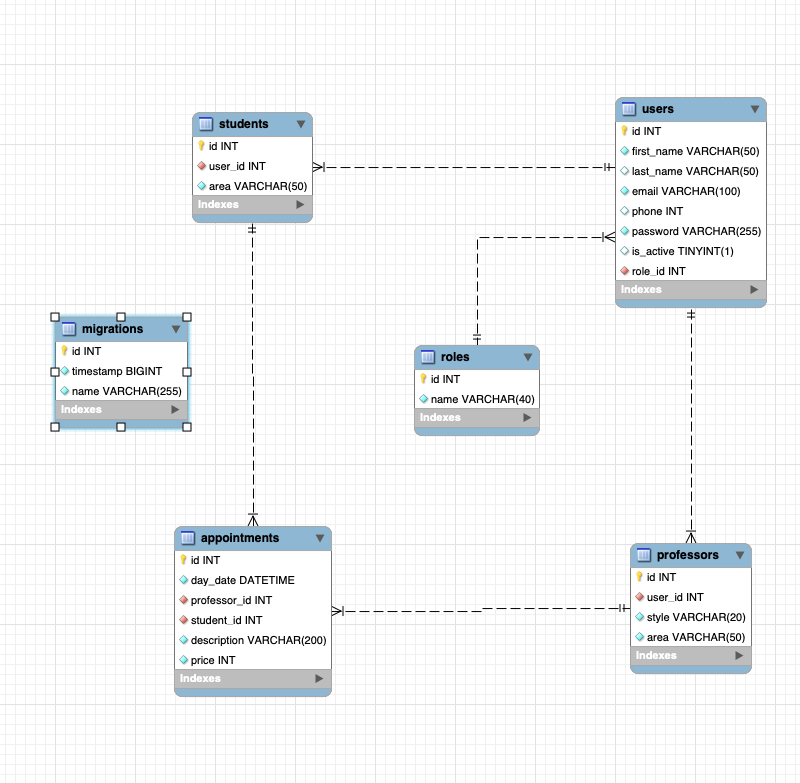 students
id INT
user_id INT
area VARCHAR(50)
Indexes
users
id INT
first_name VARCHAR(50)
last_name VARCHAR(50)
email VARCHAR(100)
phone INT
password VARCHAR(255)
is_active TINYINT(1)
role_id INT
Indexes
migrations
id INT
timestamp BIGINT
name VARCHAR(255)
Indexes
roles
id INT
name VARCHAR(40)
Indexes
appointments
id INT
day_date DATETIME
professor_id INT
student_id INT
description VARCHAR(200)
price INT
Indexes
professors
id INT
user_id INT
style VARCHAR(20)
area VARCHAR(50)
Indexes